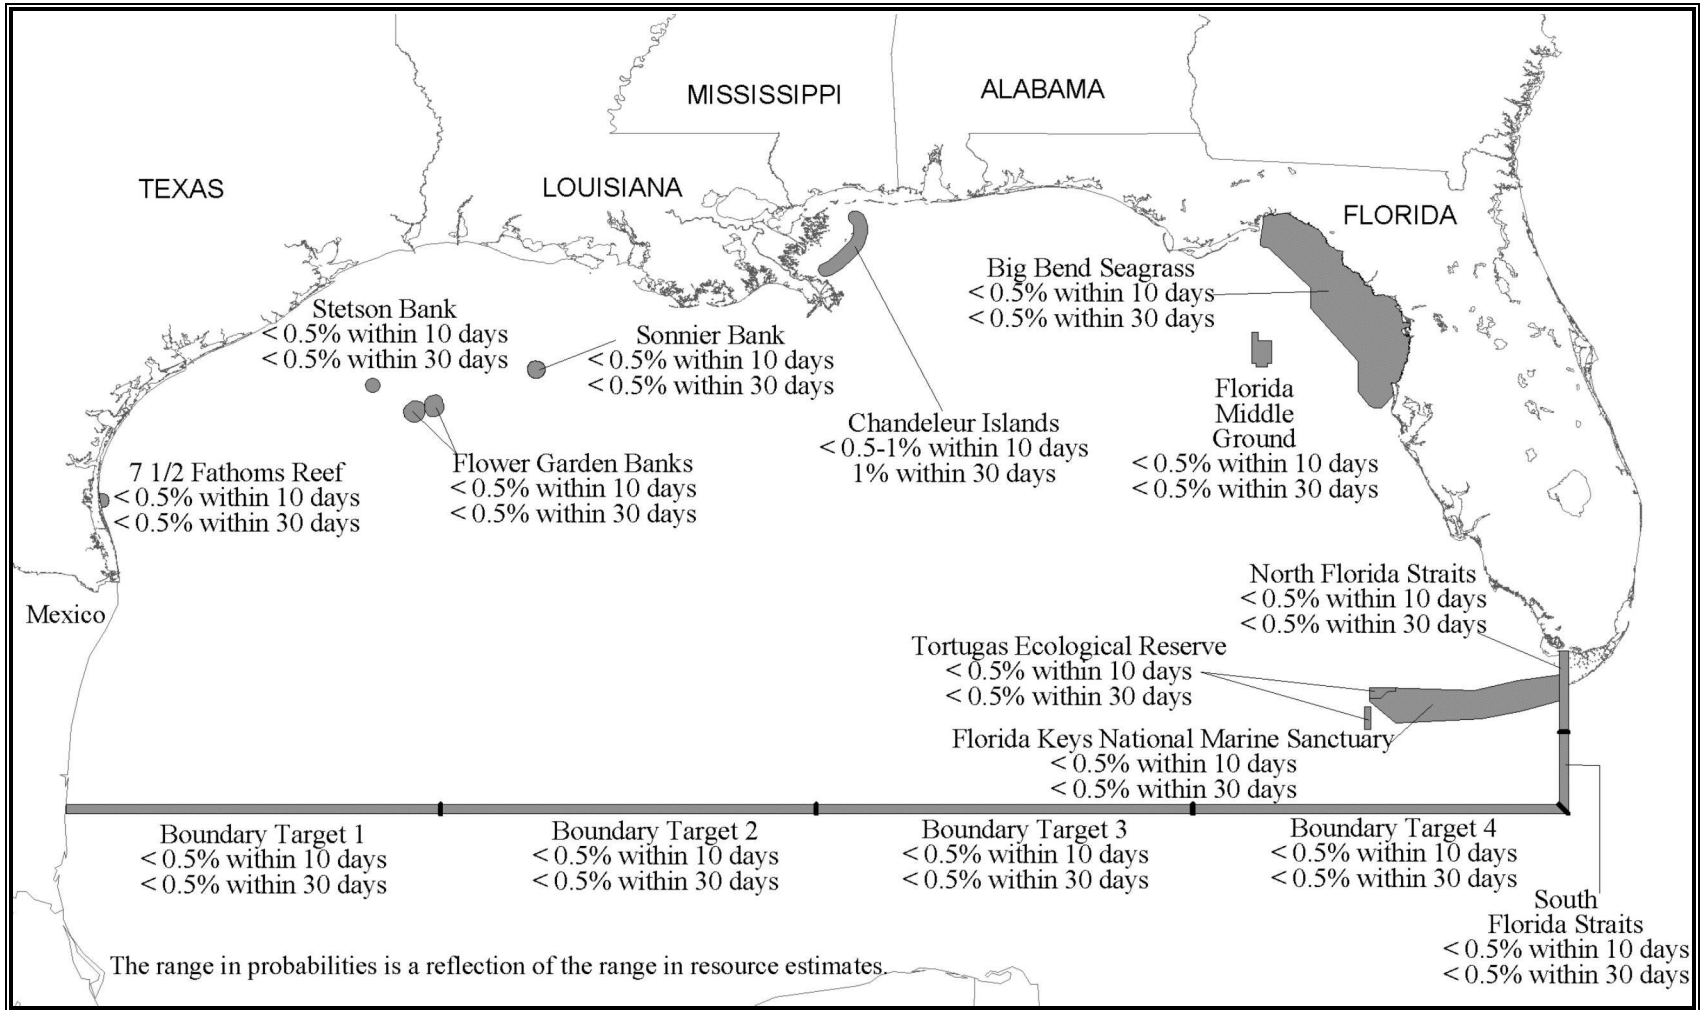 MISSISSIPPI
ALABAMA
TEXAS
LOUISIANA
FLORIDA
Big Bend Seagrass
< 0.5% within 10 days
< 0.5% within 30 days
Stetson Bank
< 0.5% within 10 days
< 0.5% within 30 days
Sonnier Bank
< 0.5% within 10 days
< 0.5% within 30 days
Florida
Middle
Ground
< 0.5% within 10 days
< 0.5% within 30 days
Chandeleur Islands
< 0.5-1% within 10 days
1% within 30 days
7 1/2 Fathoms Reef
< 0.5% within 10 days
< 0.5% within 30 days
Flower Garden Banks
< 0.5% within 10 days
< 0.5% within 30 days
North Florida Straits
< 0.5% within 10 days
< 0.5% within 30 days
Mexico
Tortugas Ecological Reserve
< 0.5% within 10 days
< 0.5% within 30 days
Florida Keys National Marine Sanctuary
< 0.5% within 10 days
< 0.5% within 30 days
Boundary Target 1
< 0.5% within 10 days
< 0.5% within 30 days
Boundary Target 2
< 0.5% within 10 days
< 0.5% within 30 days
Boundary Target 3
< 0.5% within 10 days
< 0.5% within 30 days
Boundary Target 4
< 0.5% within 10 days
< 0.5% within 30 days
South
Florida Straits
< 0.5% within 10 days
< 0.5% within 30 days
The range in probabilities is a reflection of the range in resource estimates.